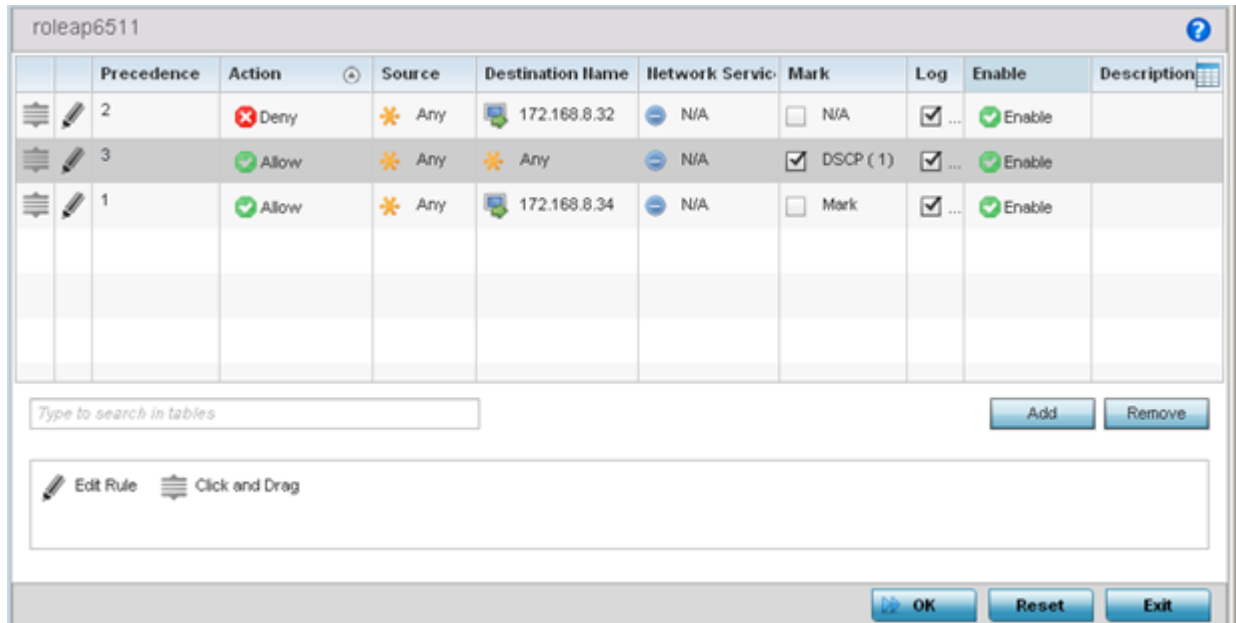 roleap6511
Precedence Action Source Destination Name Network Servic Mark Log Enable Description
2 Deny Any 172.168.8.32 N/A N/A ... Enable
3 Allow Any Any N/A DSCP ( 1 ) ... Enable
1 Allow Any 172.168.8.34 N/A Mark ... Enable
Type to search in tables Add Remove
Edit Rule Click and Drag
OK Reset Exit